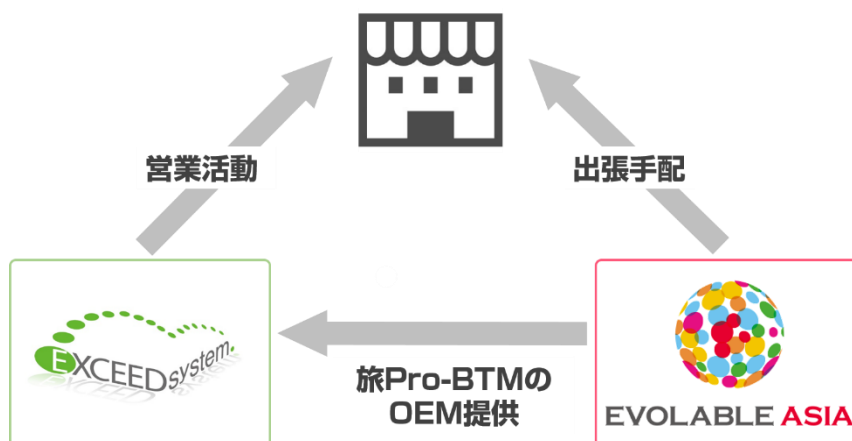 営業活動
出張手配
EXCEEDsystem.
旅Pro-BTMの
OEM提供
EVOLABLE ASIA